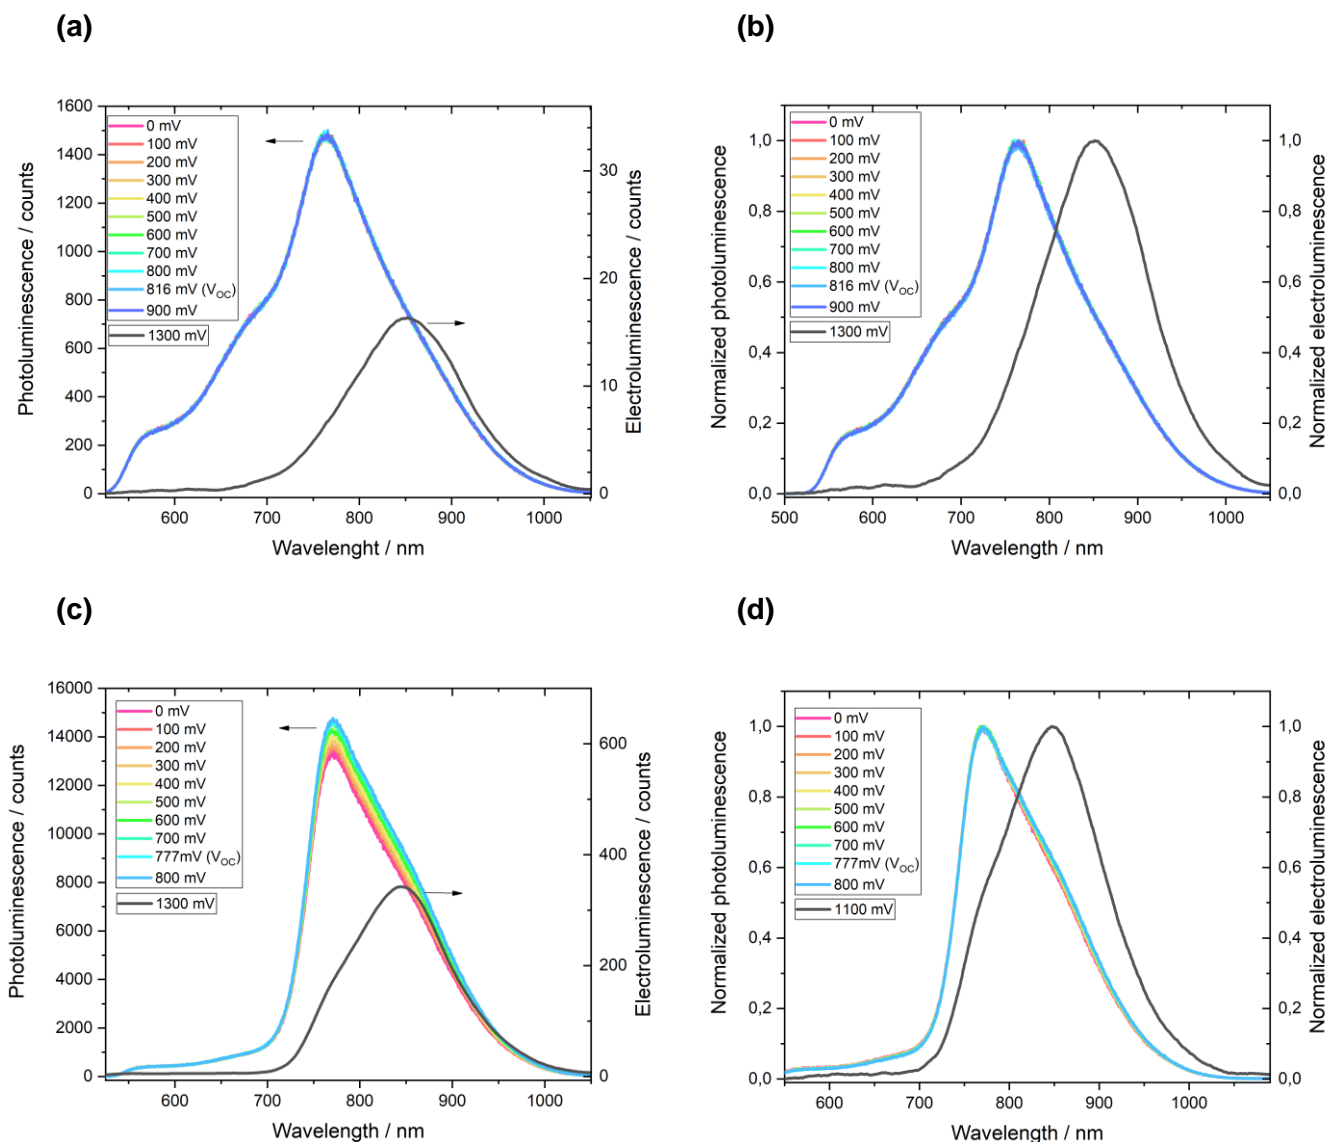 (a)
(b)
1600
1400
1200
1000
800
600
400
200
0
600
700
800
900
1000
30
20
10
0
Photoluminescence / counts
Electroluminescence / counts
Wavelenght / nm
0 mV
100 mV
200 mV
300 mV
400 mV
500 mV
600 mV
700 mV
800 mV
816 mV (VOC)
900 mV
1300 mV
1,0
0,8
0,6
0,4
0,2
0,0
500
600
700
800
900
1000
1,0
0,8
0,6
0,4
0,2
0,0
Normalized photoluminescence
Normalized electroluminescence
Wavelength / nm
0 mV
100 mV
200 mV
300 mV
400 mV
500 mV
600 mV
700 mV
800 mV
816 mV (VOC)
900 mV
1300 mV
(c)
(d)
16000
14000
12000
10000
8000
6000
4000
2000
0
600
700
800
900
1000
600
400
200
0
Photoluminescence / counts
Electroluminescence / counts
Wavelength / nm
0 mV
100 mV
200 mV
300 mV
400 mV
500 mV
600 mV
700 mV
777mV (VOC)
800 mV
1300 mV
1,0
0,8
0,6
0,4
0,2
0,0
600
700
800
900
1000
1,0
0,8
0,6
0,4
0,2
0,0
Normalized photoluminescence
Normalized electroluminescence
Wavelength / nm
0 mV
100 mV
200 mV
300 mV
400 mV
500 mV
600 mV
700 mV
777mV (VOC)
800 mV
1100 mV